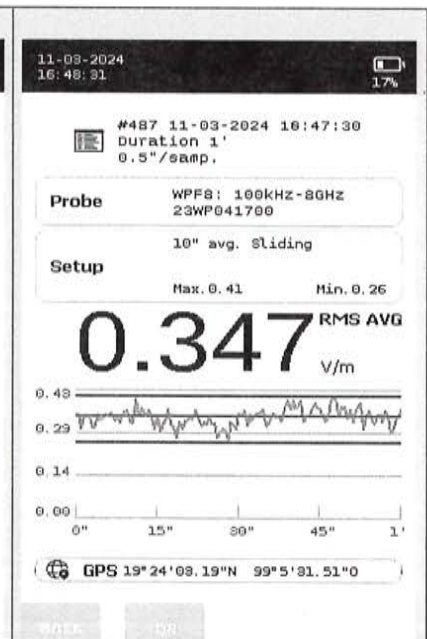 11-03-2024
16:48:31
17%
#487 11-03-2024 16:47:30
Duration 1'
0.5"/samp.
Probe
WPF8: 100kHz-8GHz
23WP041700
Setup
10" avg. Sliding
Max.0.41 Min.0.26
0.347 RMS AVG
V/m
0.43
0.29
0.14
0.00
0" 15" 30" 45" 1'
GPS 19°24'03.19"N 99°5'31.51"O